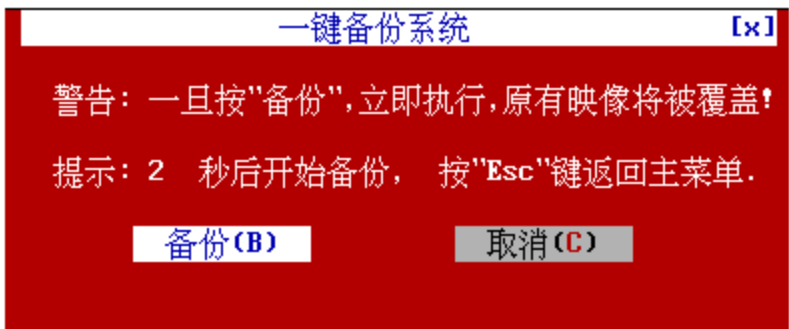 一键备份系统 [x]
警告: 一旦按"备份",立即执行,原有映像将被覆盖!
提示: 2 秒后开始备份, 按"Esc"键返回主菜单.
备份(B) 取消(C)